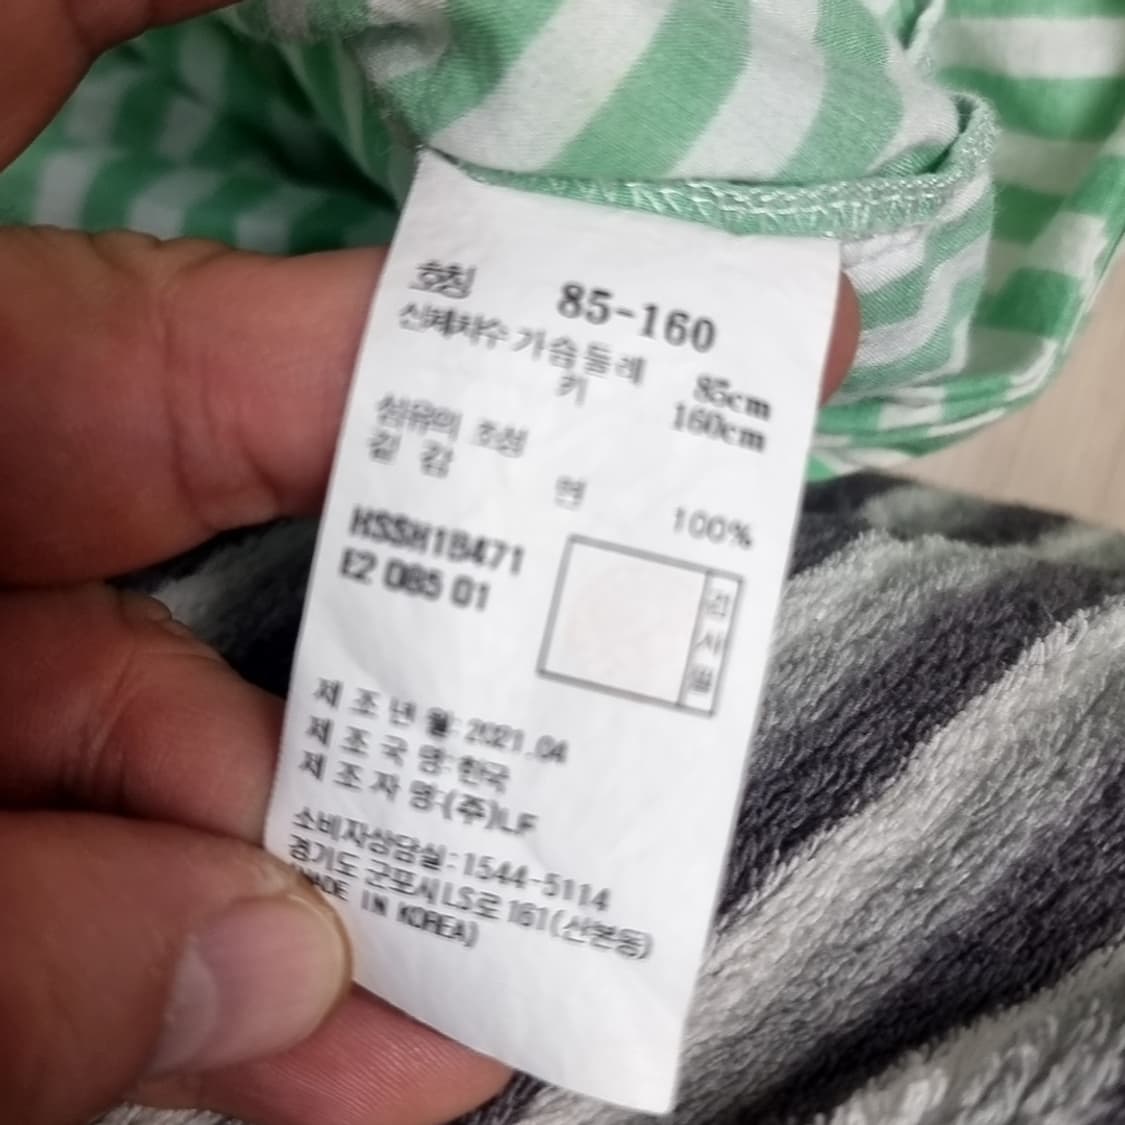 호칭 85-160
신체치수 가슴둘레 85cm
키 160cm
섬유의 조성
겉 감 면 100%
HSSH1B471
E2 085 01
검사필
제 조 년 월: 2021.04
제 조 국 명:한국
제 조 자 명:(주)LF
소비자상담실:1544-5114
경기도 군포시 LS로 161(산본동)
MADE IN KOREA)